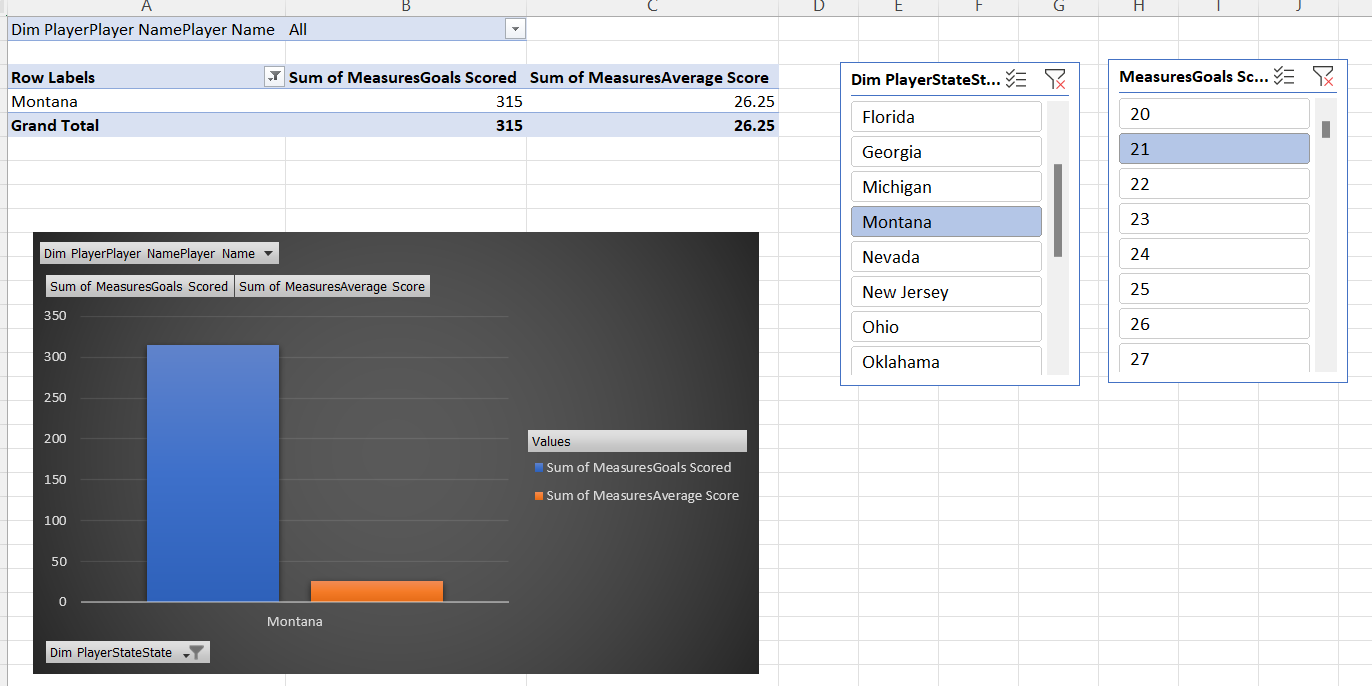 A B C D E F G H I J
Dim PlayerPlayer NamePlayer Name All
Row Labels Sum of MeasuresGoals Scored Sum of MeasuresAverage Score
Montana 315 26.25
Grand Total 315 26.25
Dim PlayerStateSt...
Florida
Georgia
Michigan
Montana
Nevada
New Jersey
Ohio
Oklahoma
MeasuresGoals Sc...
20
21
22
23
24
25
26
27
Dim PlayerPlayer NamePlayer Name
Sum of MeasuresGoals Scored Sum of MeasuresAverage Score
350
300
250
200
150
100
50
0
Montana
Values
Sum of MeasuresGoals Scored
Sum of MeasuresAverage Score
Dim PlayerStateState